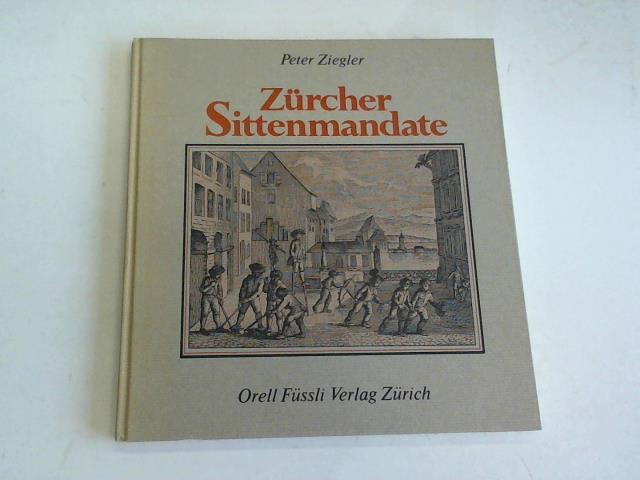 Peter Ziegler
Zürcher
Sittenmandate
Orell Füssli Verlag Zürich